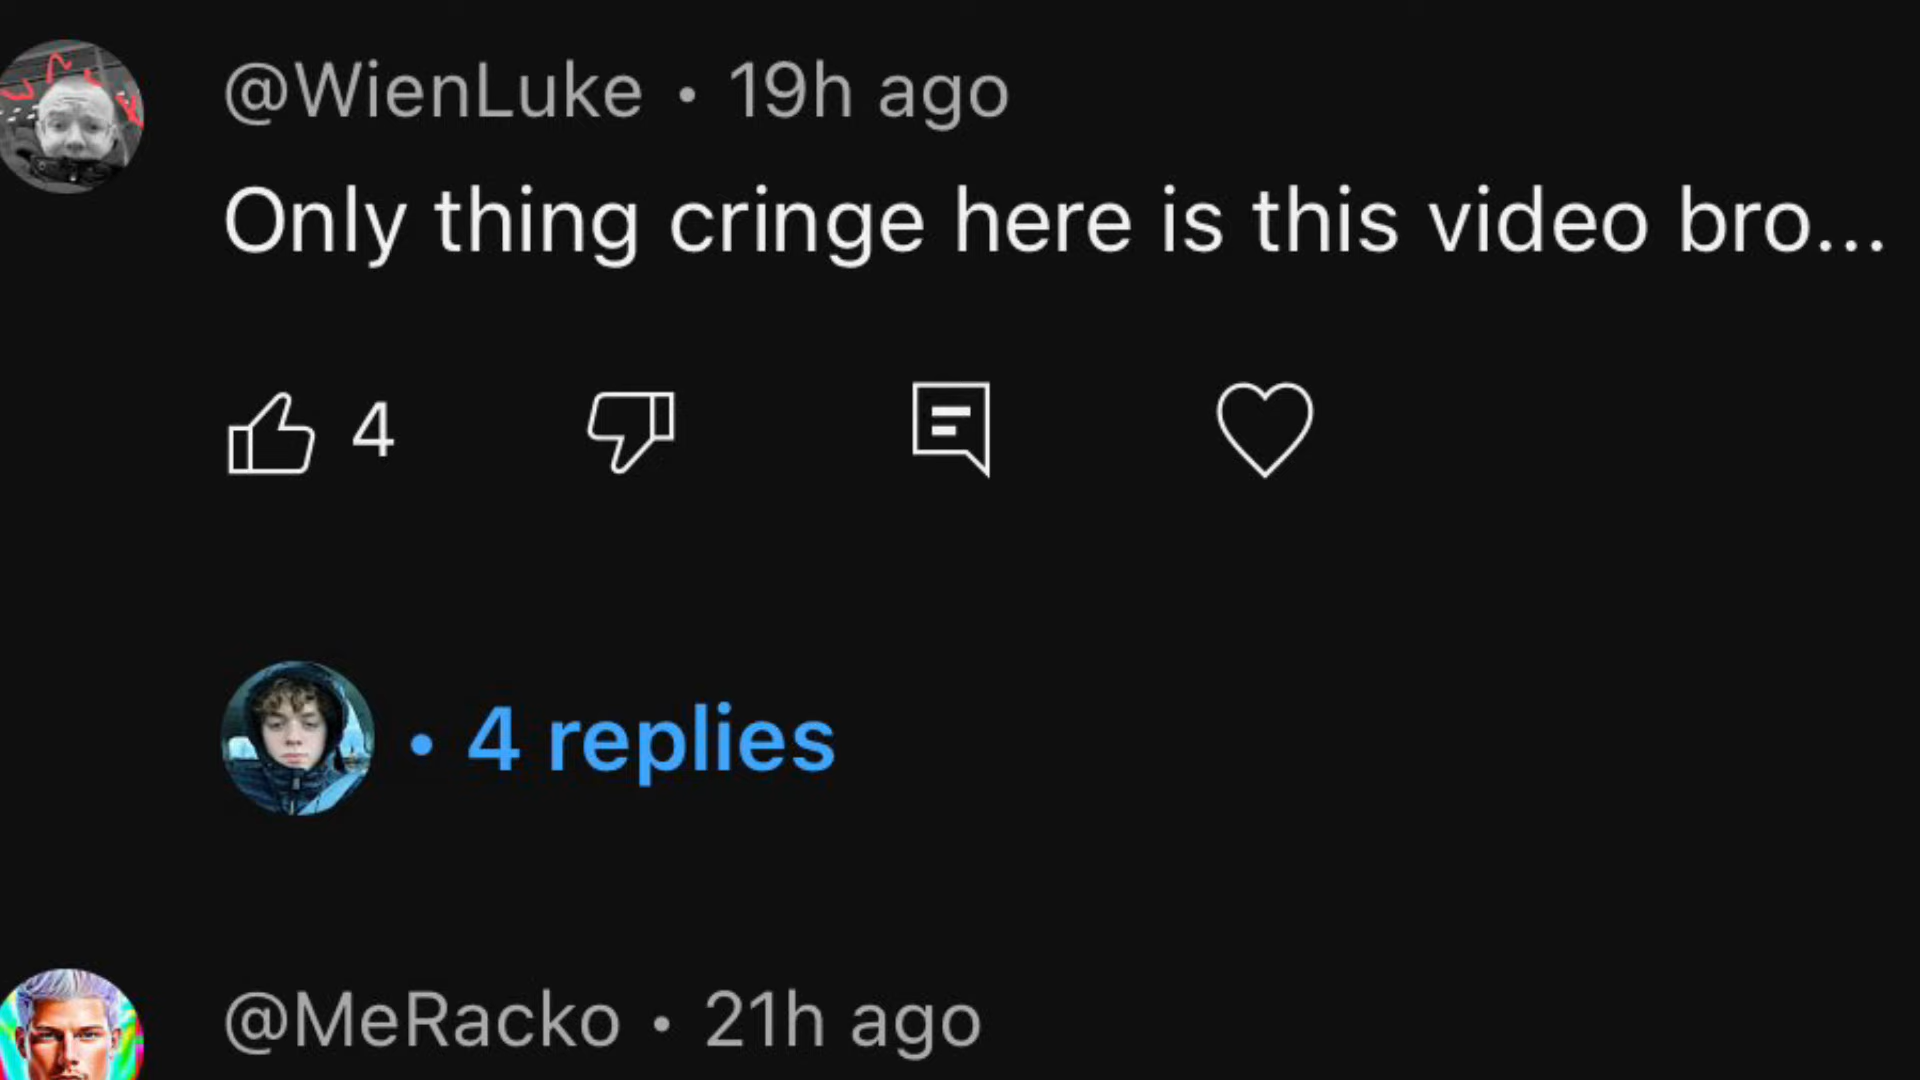 @WienLuke • 19h ago
Only thing cringe here is this video bro...
4
• 4 replies
@MeRacko • 21h ago